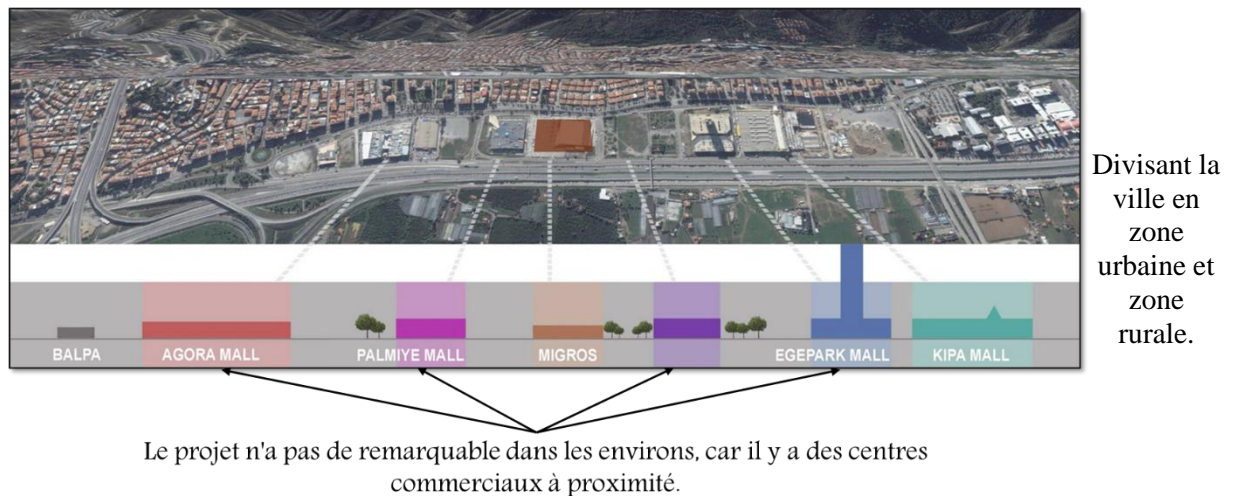 Divisant la
ville en
zone
urbaine et
zone
rurale.
BALPA AGORA MALL PALMIYE MALL MIGROS EGEPARK MALL KIPA MALL
Le projet n'a pas de remarquable dans les environs, car il y a des centres
commerciaux à proximité.